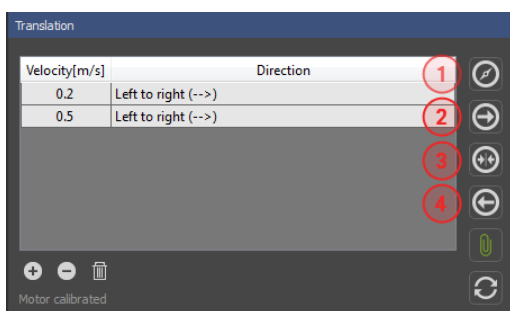 Translation
Velocity[m/s] Direction
1
0.2 Left to right (-->)
0.5 Left to right (-->)
2
3
4
Motor calibrated